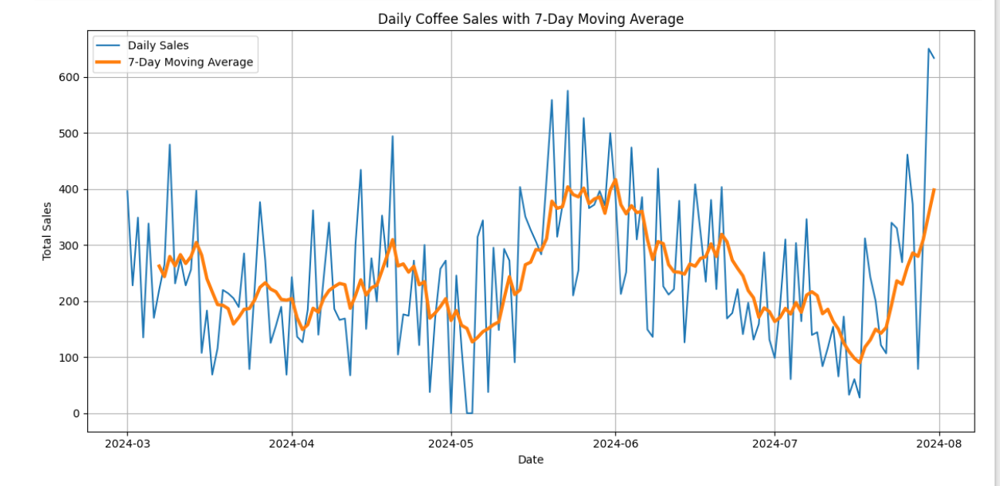 Daily Coffee Sales with 7-Day Moving Average
Daily Sales
7-Day Moving Average
600
500
400
300
200
100
0
Total Sales
2024-03 2024-04 2024-05 2024-06 2024-07 2024-08
Date